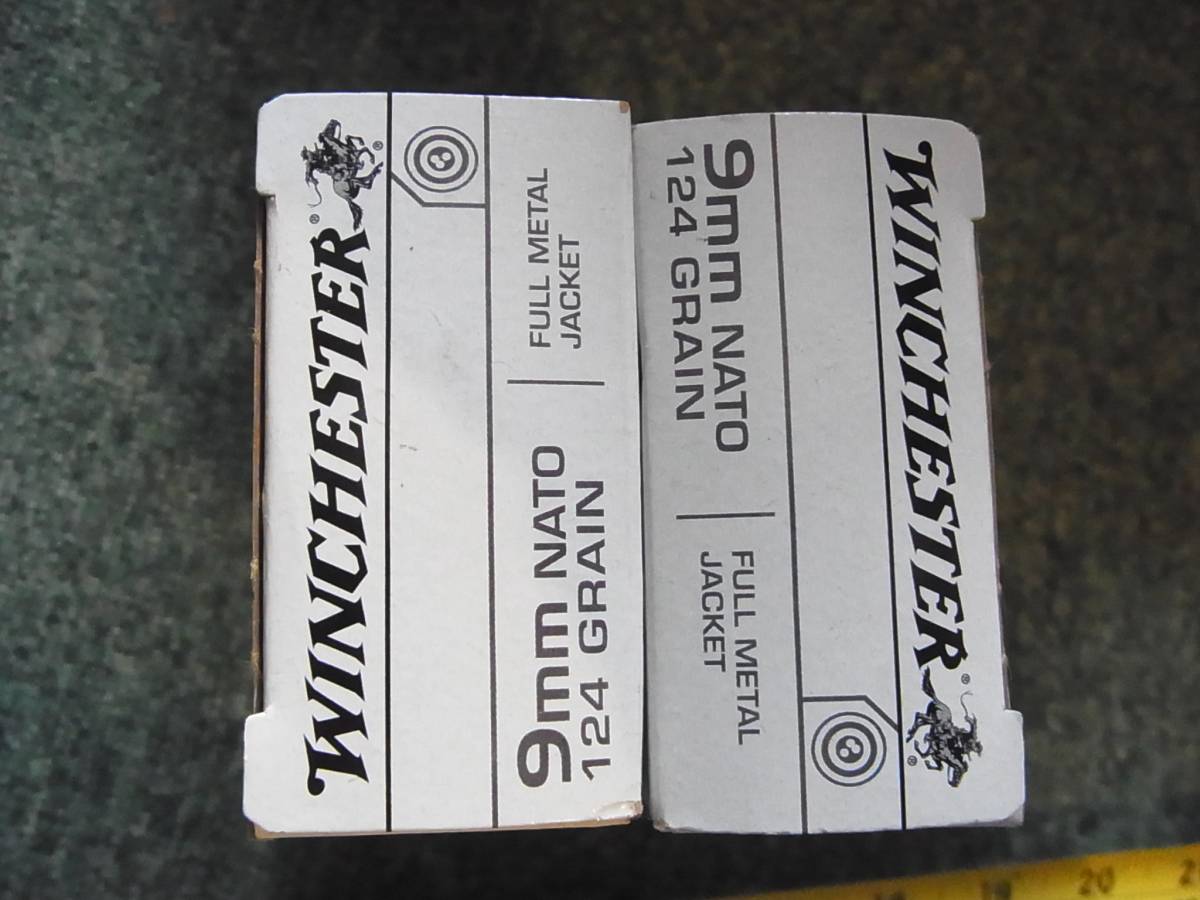 WINCHESTER
®
®
9mm NATO
124 GRAIN
FULL METAL
JACKET
WINCHESTER
®
®
9mm NATO
124 GRAIN
FULL METAL
JACKET
20